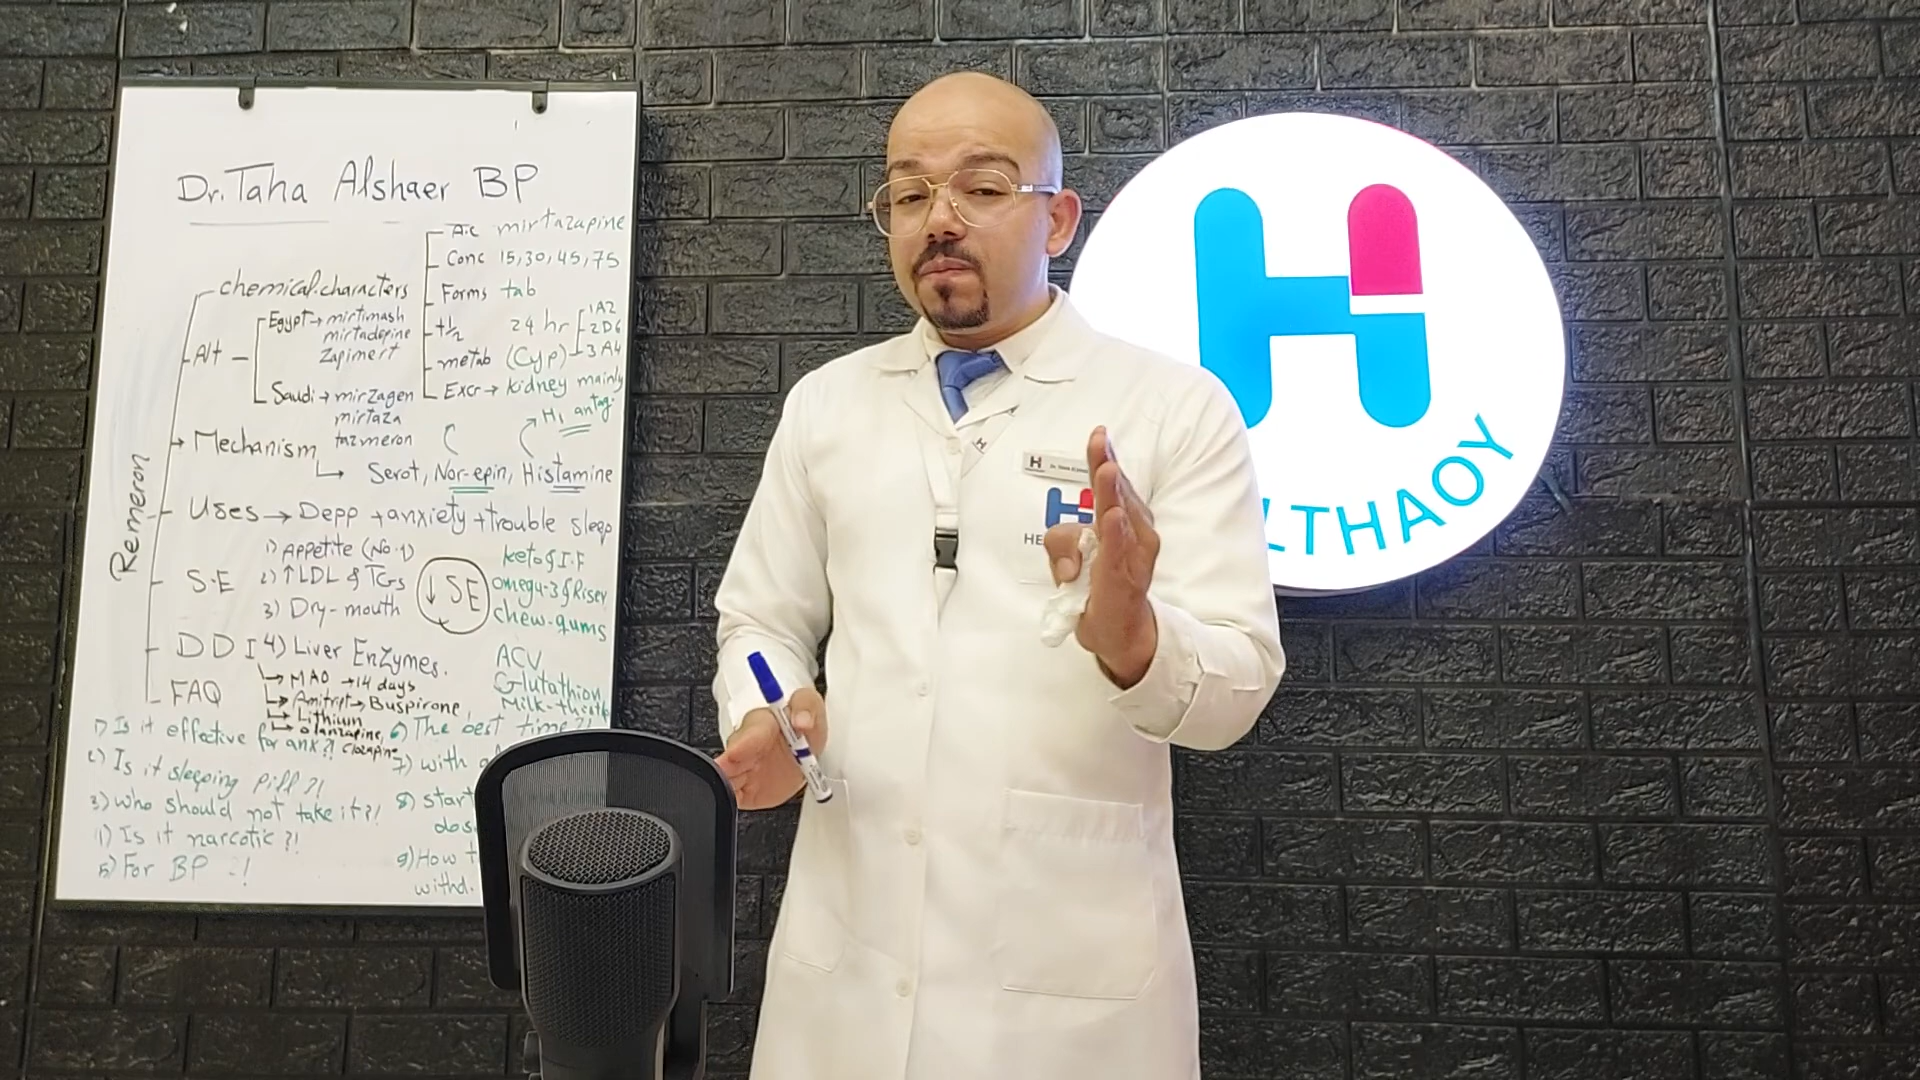 Dr. Taha Alshaer BP
Remeron
chemical characters
A.c mirtazapine
Conc 15,30,45,75
Forms tab
t½ 24 hr
metab (Cyp)
1A2
2D6
3A4
Excr → kidney mainly
Alt
Egypt → mirtimash
mirtadepine
Zapimert
Saudi → mirzagen
mirtaza
tazmeron
Mechanism
H1 antag.
Serot, Nor-epin, Histamine
Uses → Depp + anxiety + trouble sleep
S.E
1) Appetite (No.1)
2) ↑LDL & TGs
3) Dry-mouth
4) Liver Enzymes.
↓ SE
keto & I.F
omega-3 &
chew-gums
ACV
Glutathion
Milk-thistle
DDI
MAO → 14 days
Amitript → Buspirone
Lithium
olanzapine,
Clozapine
FAQ
1) Is it effective for anx?!
2) Is it sleeping Pill?!
3) who should not take it?!
4) Is it narcotic?!
5) For BP ?!
6) The best time?!
7) with
8) start
dos
9) How t
withd.
H
HEALTHAOY
H
Dr. TAHA
HE